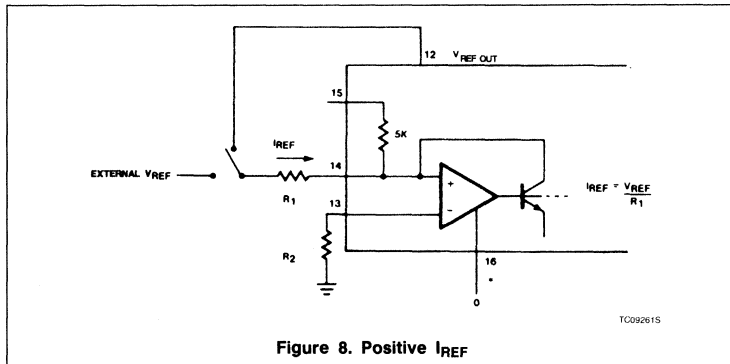 12 V REF OUT
15
5K
IREF
14
EXTERNAL VREF
R1
+
−
IREF = VREF
R1
13
R2
16
0
TC09261S
Figure 8. Positive IREF